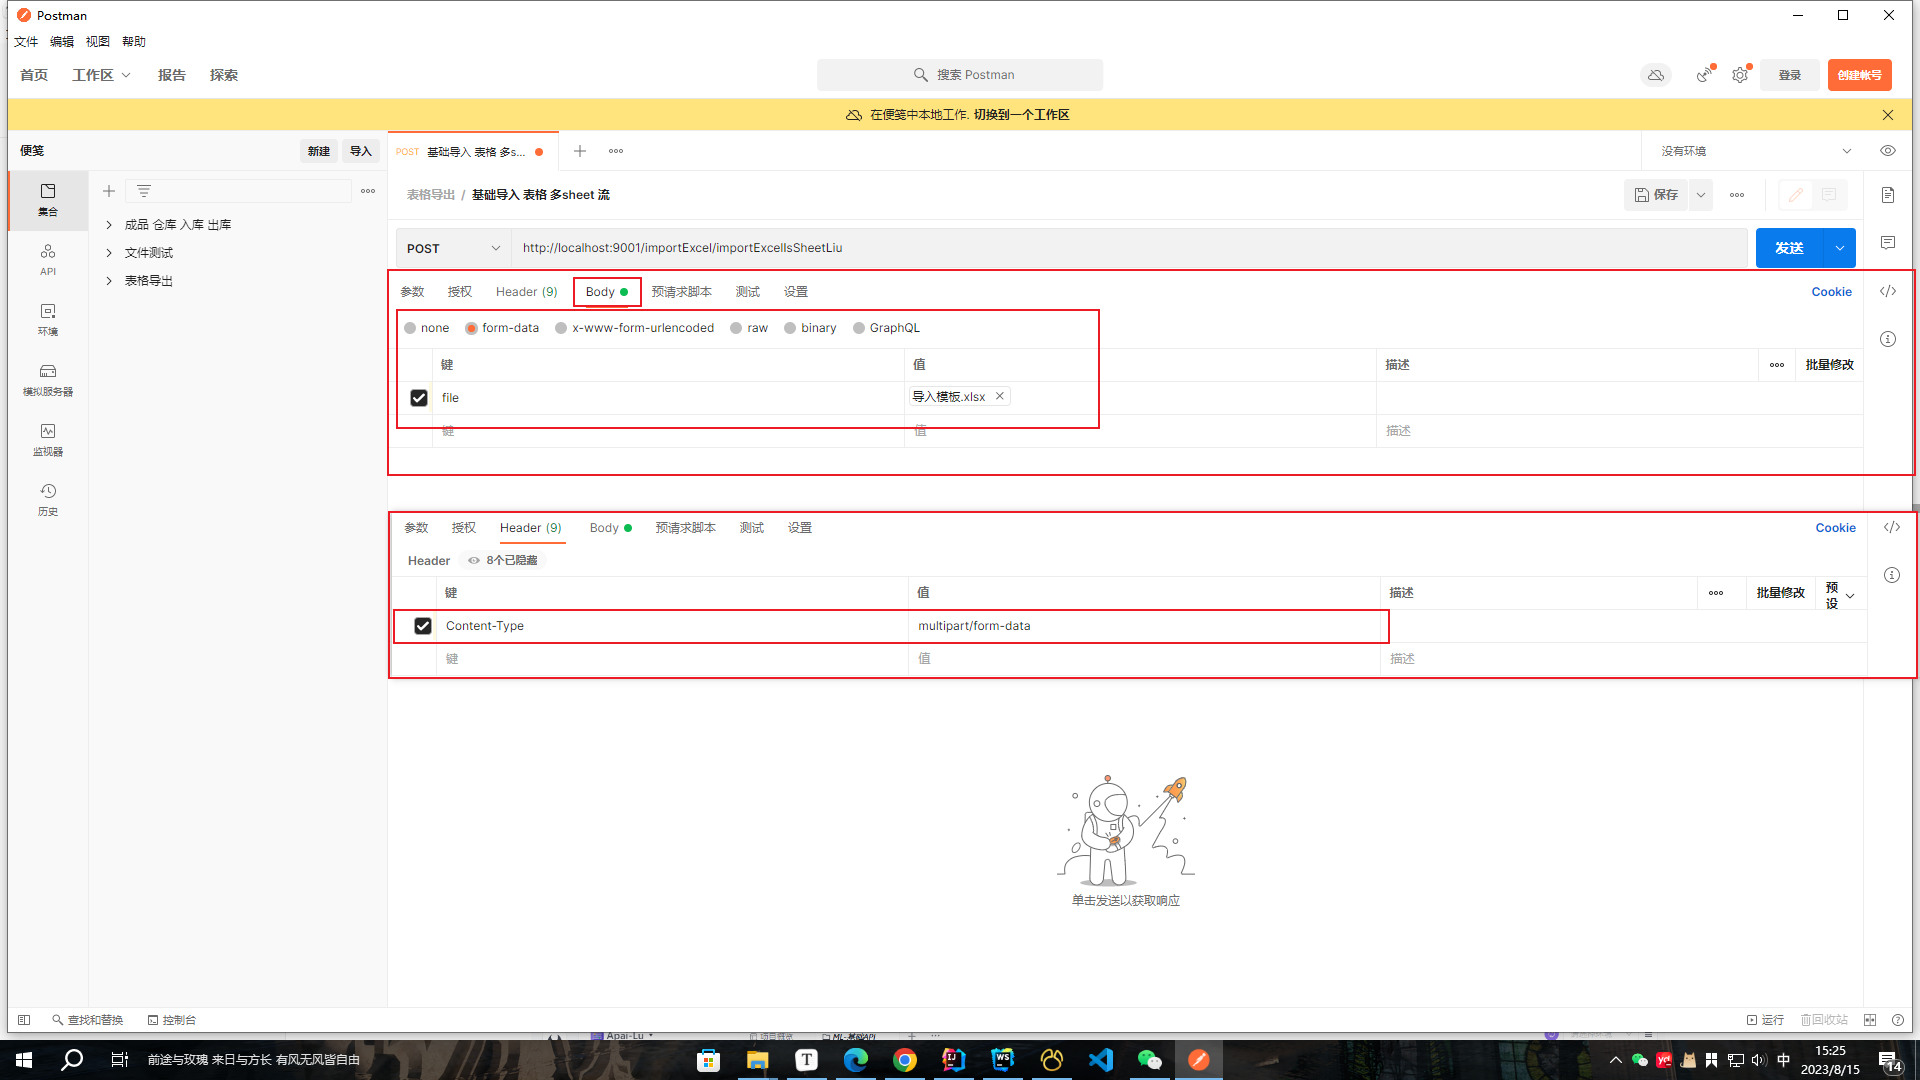 Postman
文件 编辑 视图 帮助
首页 工作区 报告 探索
搜索 Postman
登录
创建帐号
在便笺中本地工作. 切换到一个工作区
便笺
新建 导入
POST 基础导入 表格 多s...
没有环境
集合
API
环境
模拟服务器
监视器
历史
成品 仓库 入库 出库
文件测试
表格导出
表格导出 / 基础导入 表格 多sheet 流
保存
POST http://localhost:9001/importExcel/importExcelIsSheetLiu
发送
参数 授权 Header (9) Body 预请求脚本 测试 设置 Cookie
none form-data x-www-form-urlencoded raw binary GraphQL
键 值 描述 批量修改
file 导入模板.xlsx
键 值 描述
参数 授权 Header (9) Body 预请求脚本 测试 设置 Cookie
Header 8个已隐藏
键 值 描述 批量修改 预设
Content-Type multipart/form-data
键 值 描述
单击发送以获取响应
查找和替换 控制台
运行 回收站
Apai-Lu
前途与玫瑰 来日与方长 有风无风皆自由
T
IJ
WS
yd
中
15:25
2023/8/15
14